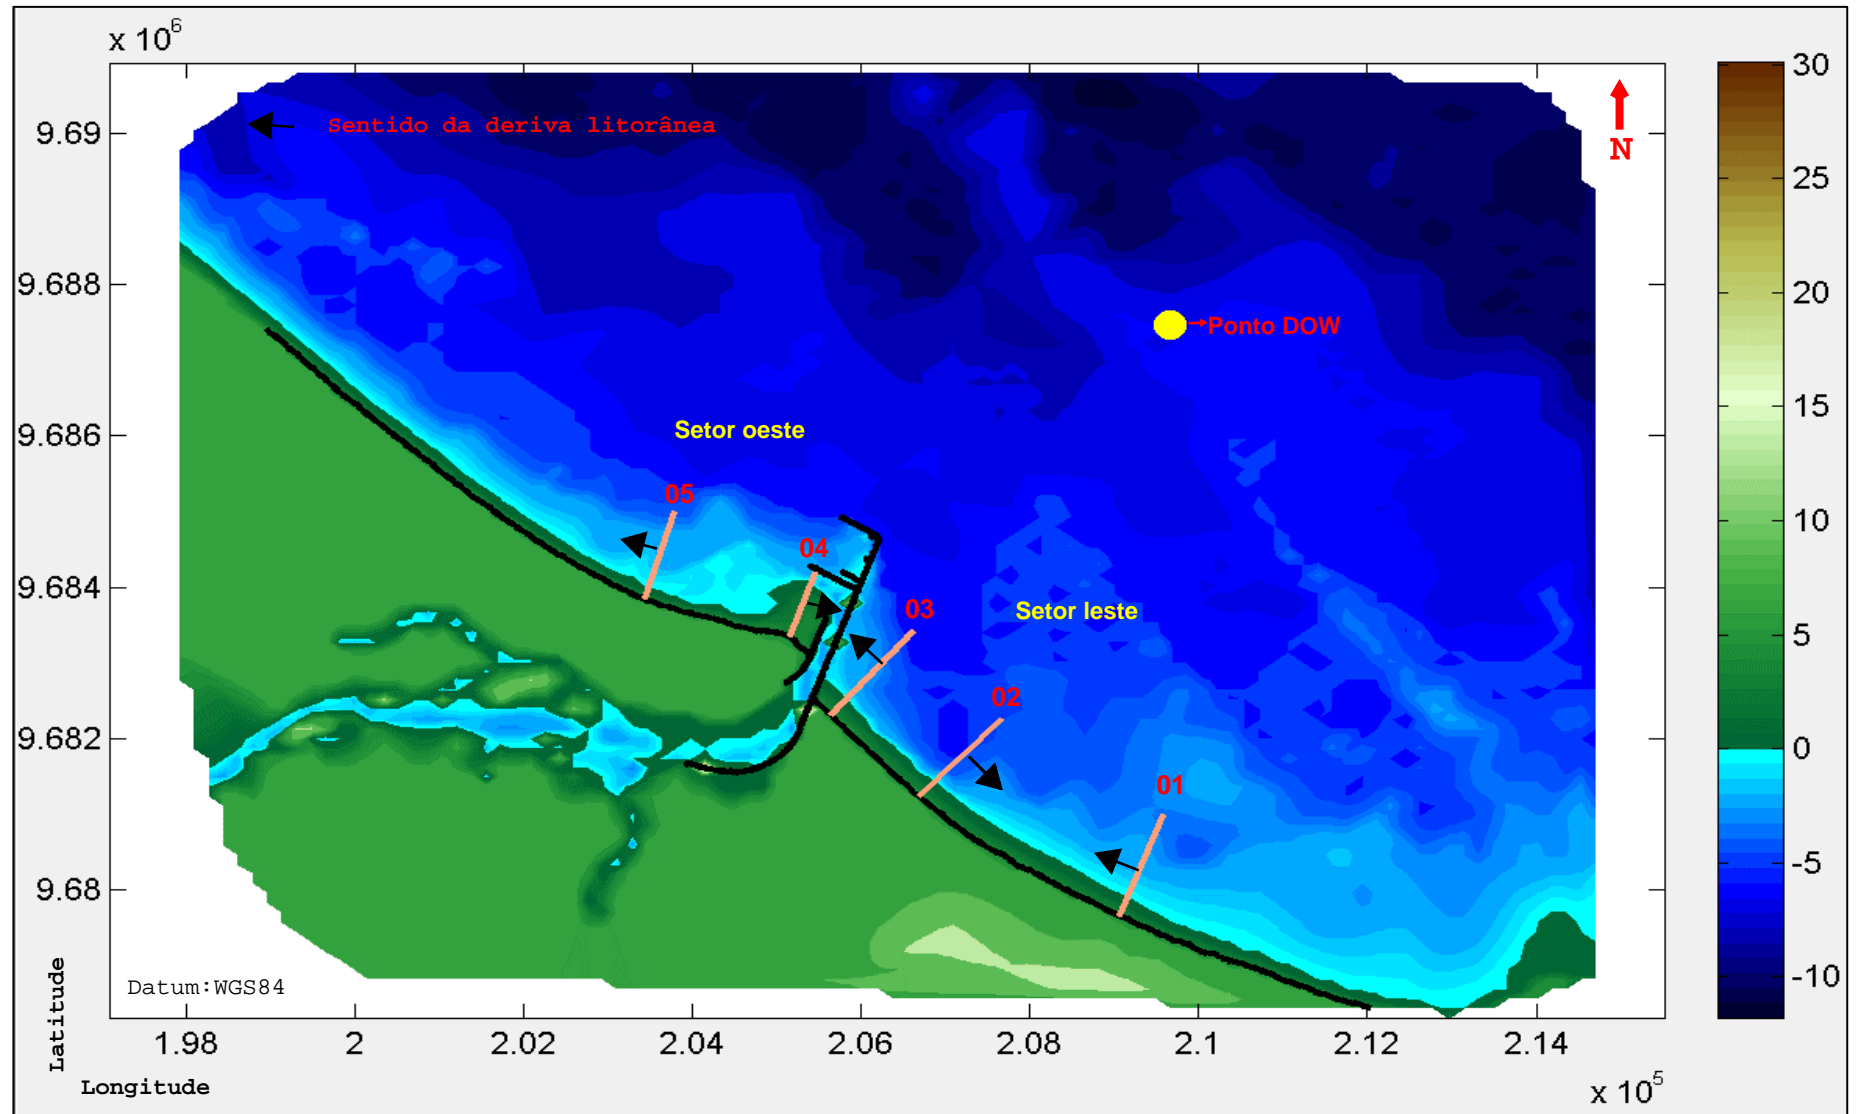 x 10^6
30
9.69
Sentido da deriva litorânea
N
25
9.688
20
Ponto DOW
15
9.686
Setor oeste
05
10
04
9.684
03
Setor leste
5
02
9.682
0
01
-5
9.68
-10
Datum:WGS84
Latitude
1.98 2 2.02 2.04 2.06 2.08 2.1 2.12 2.14
Longitude
x 10^5